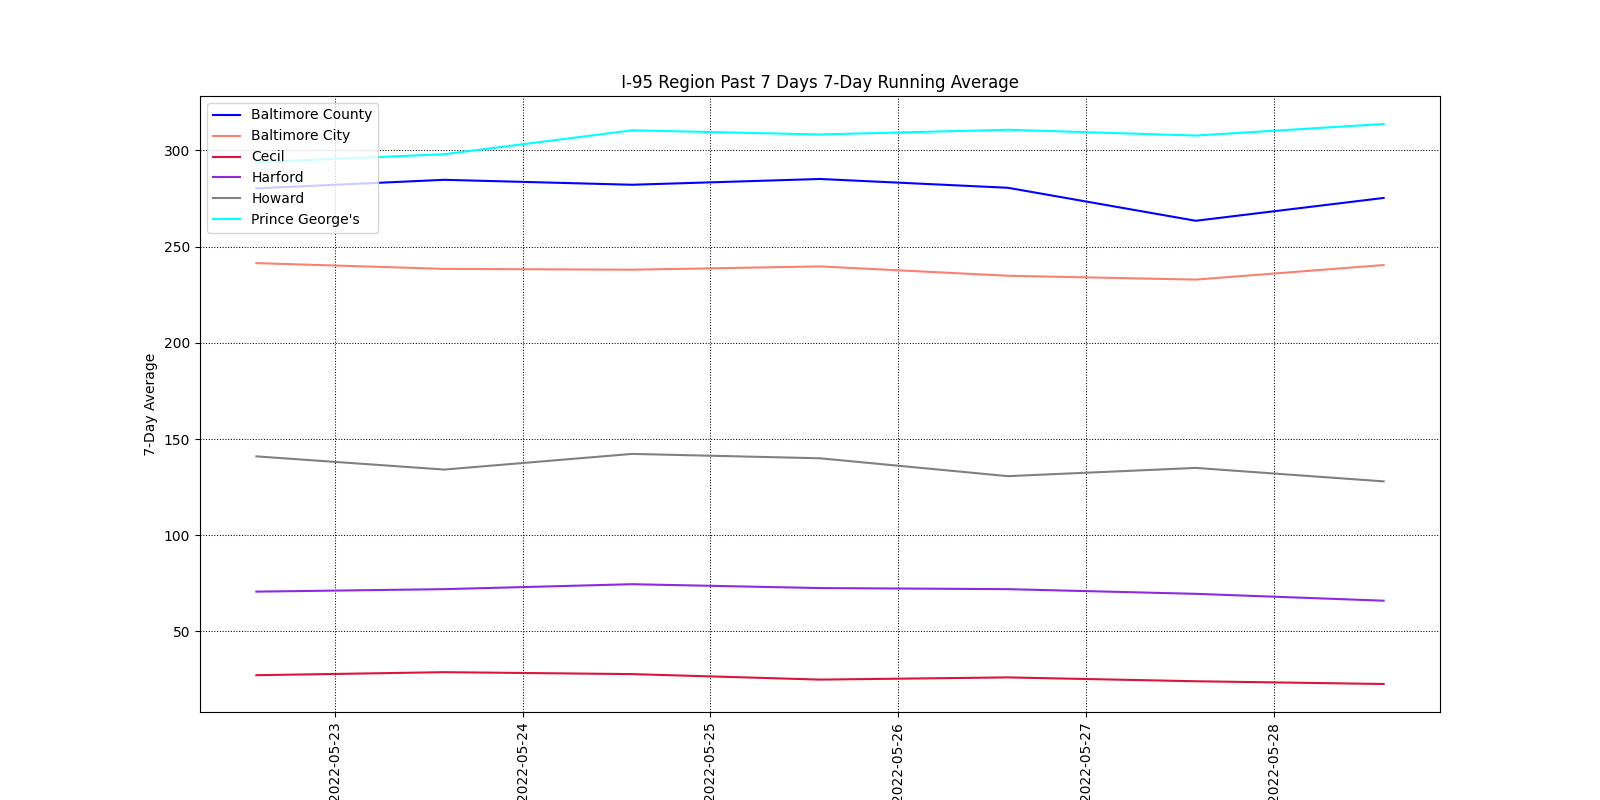 I-95 Region Past 7 Days 7-Day Running Average
Baltimore County
Baltimore City
Cecil
Harford
Howard
Prince George's
7-Day Average
300
250
200
150
100
50
2022-05-23
2022-05-24
2022-05-25
2022-05-26
2022-05-27
2022-05-28